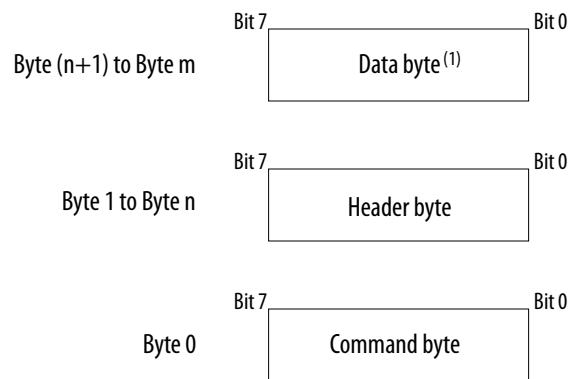 Bit 7 Bit 0
Byte (n+1) to Byte m Data byte (1)
Bit 7 Bit 0
Byte 1 to Byte n Header byte
Bit 7 Bit 0
Byte 0 Command byte